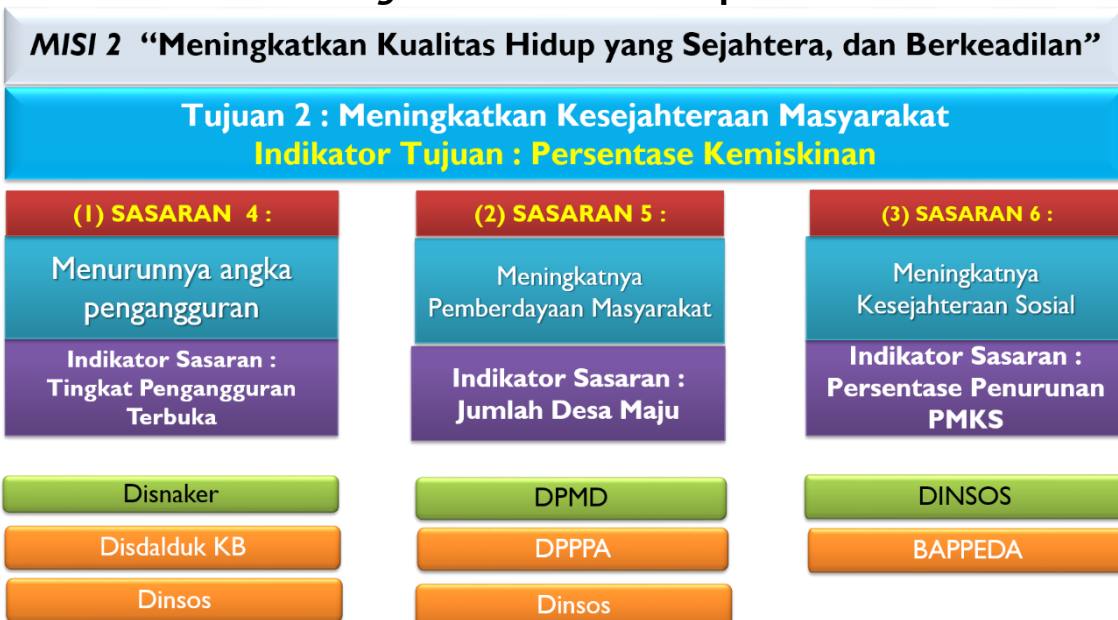 MISI 2 “Meningkatkan Kualitas Hidup yang Sejahtera, dan Berkeadilan”
Tujuan 2 : Meningkatkan Kesejahteraan Masyarakat
Indikator Tujuan : Persentase Kemiskinan
(1) SASARAN 4 :
Menurunnya angka
pengangguran
Indikator Sasaran :
Tingkat Pengangguran
Terbuka
Disnaker
Disdalduk KB
Dinsos
(2) SASARAN 5 :
Meningkatnya
Pemberdayaan Masyarakat
Indikator Sasaran :
Jumlah Desa Maju
DPMD
DPPPA
Dinsos
(3) SASARAN 6 :
Meningkatnya
Kesejahteraan Sosial
Indikator Sasaran :
Persentase Penurunan
PMKS
DINSOS
BAPPEDA